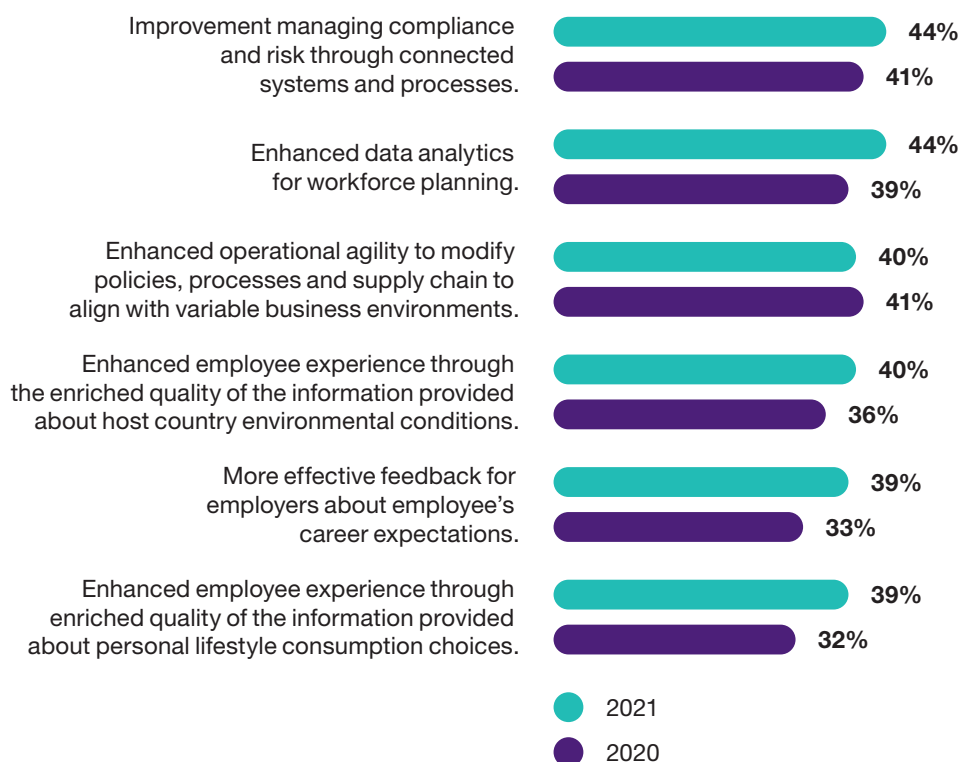 Improvement managing compliance
and risk through connected
systems and processes.
44%
41%
Enhanced data analytics
for workforce planning.
44%
39%
Enhanced operational agility to modify
policies, processes and supply chain to
align with variable business environments.
40%
41%
Enhanced employee experience through
the enriched quality of the information provided
about host country environmental conditions.
40%
36%
More effective feedback for
employers about employee’s
career expectations.
39%
33%
Enhanced employee experience through
enriched quality of the information provided
about personal lifestyle consumption choices.
39%
32%
2021
2020